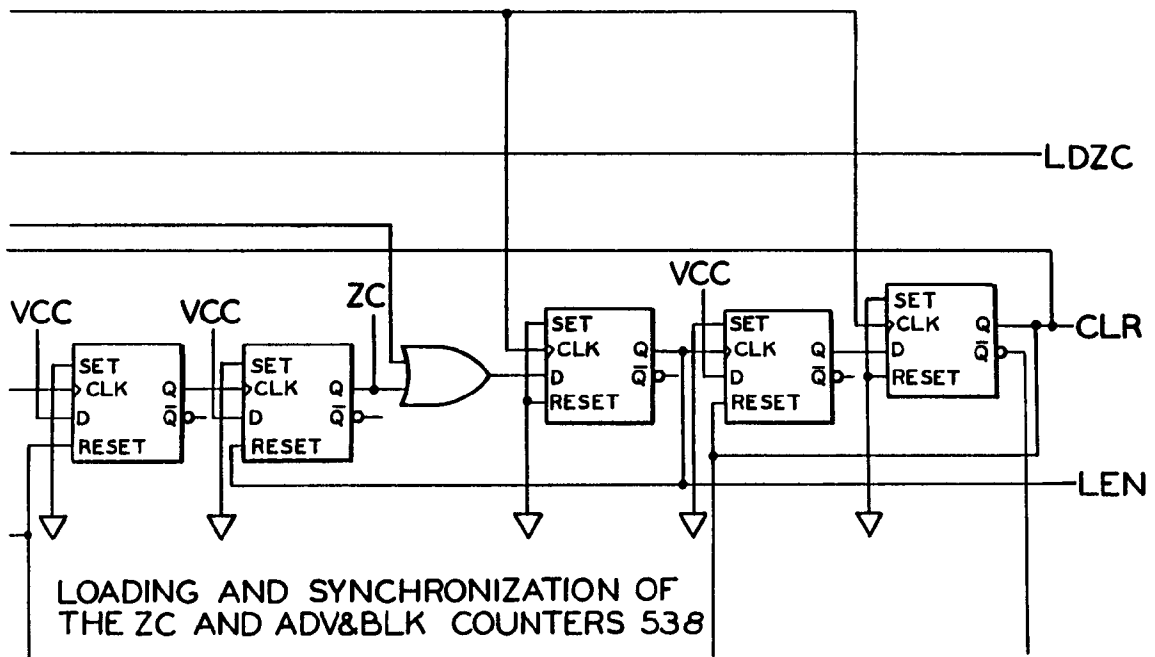 LDZC
VCC
VCC
ZC
VCC
SET
CLK
D
RESET
Q
Q̅
SET
CLK
D
RESET
Q
Q̅
SET
CLK
D
RESET
Q
Q̅
SET
CLK
D
RESET
Q
Q̅
SET
CLK
D
RESET
Q
Q̅
CLR
LEN
LOADING AND SYNCHRONIZATION OF
THE ZC AND ADV&BLK COUNTERS 538